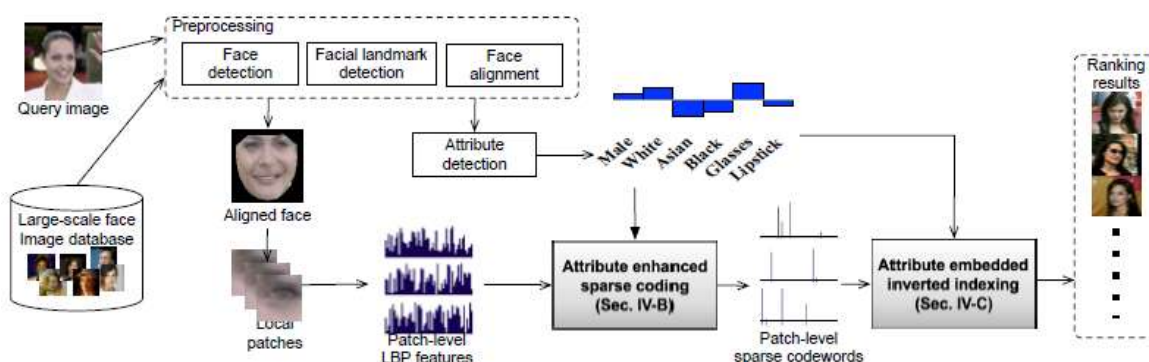 Preprocessing
Face
detection
Facial landmark
detection
Face
alignment
Query image
Ranking
results
Attribute
detection
Male
White
Asian
Black
Glasses
Lipstick
Large-scale face
Image database
Aligned face
Local
patches
Patch-level
LBP features
Attribute enhanced
sparse coding
(Sec. IV-B)
Patch-level
sparse codewords
Attribute embedded
inverted indexing
(Sec. IV-C)